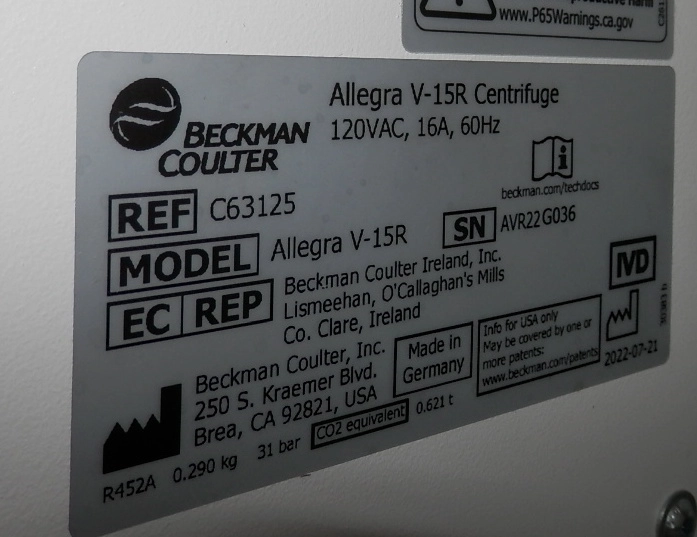 productive harm
www.P65Warnings.ca.gov
BECKMAN
COULTER
Allegra V-15R Centrifuge
120VAC, 16A, 60Hz
beckman.com/techdocs
REF C63125
SN AVR22G036
MODEL Allegra V-15R
EC REP
Beckman Coulter Ireland, Inc.
Lismeehan, O'Callaghan's Mills
Co. Clare, Ireland
IVD
Beckman Coulter, Inc.
250 S. Kraemer Blvd.
Brea, CA 92821, USA
Made in
Germany
Info for USA only
May be covered by one or
more patents:
www.beckman.com/patents
2022-07-21
R452A 0.290 kg 31 bar CO2 equivalent 0.621 t